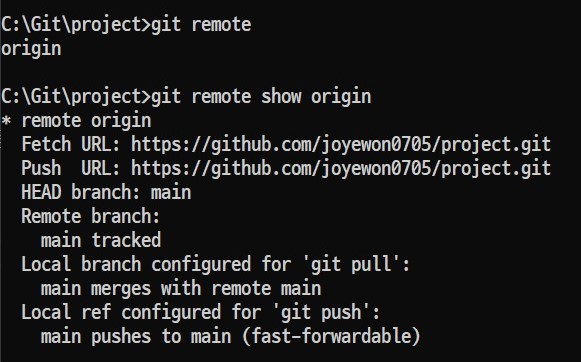 C:\Git\project>git remote
origin
C:\Git\project>git remote show origin
* remote origin
  Fetch URL: https://github.com/joyewon0705/project.git
  Push  URL: https://github.com/joyewon0705/project.git
  HEAD branch: main
  Remote branch:
    main tracked
  Local branch configured for 'git pull':
    main merges with remote main
  Local ref configured for 'git push':
    main pushes to main (fast-forwardable)